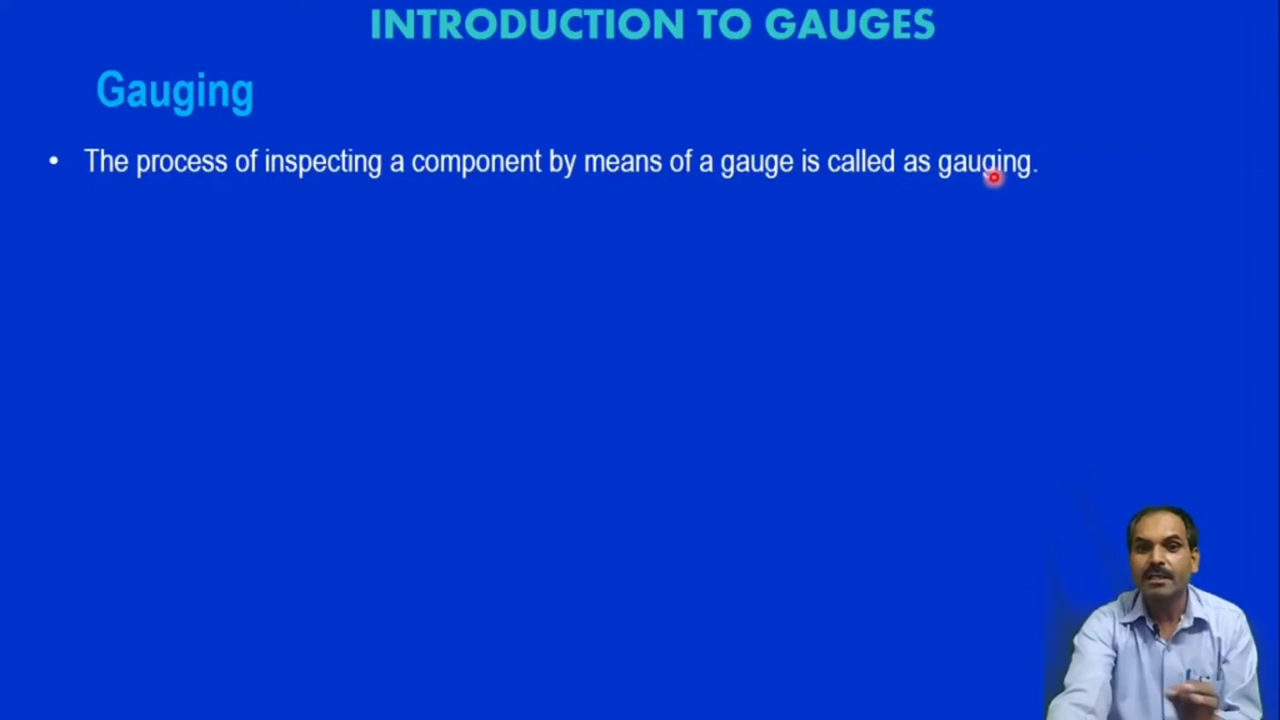 INTRODUCTION TO GAUGES
Gauging
• The process of inspecting a component by means of a gauge is called as gauging.